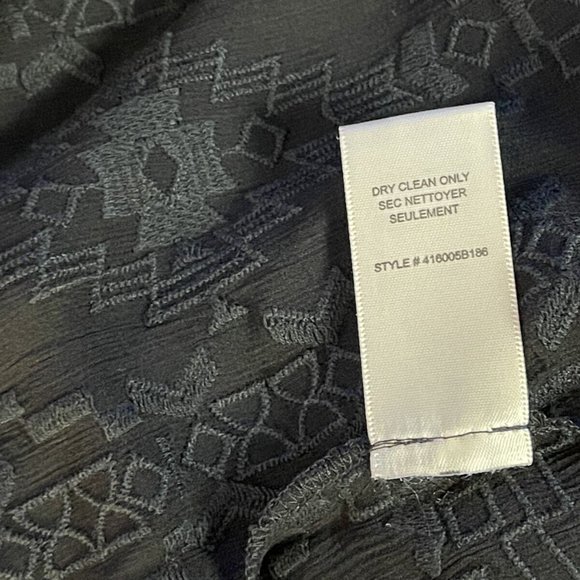 DRY CLEAN ONLY
SEC NETTOYER
SEULEMENT
STYLE # 416005B186